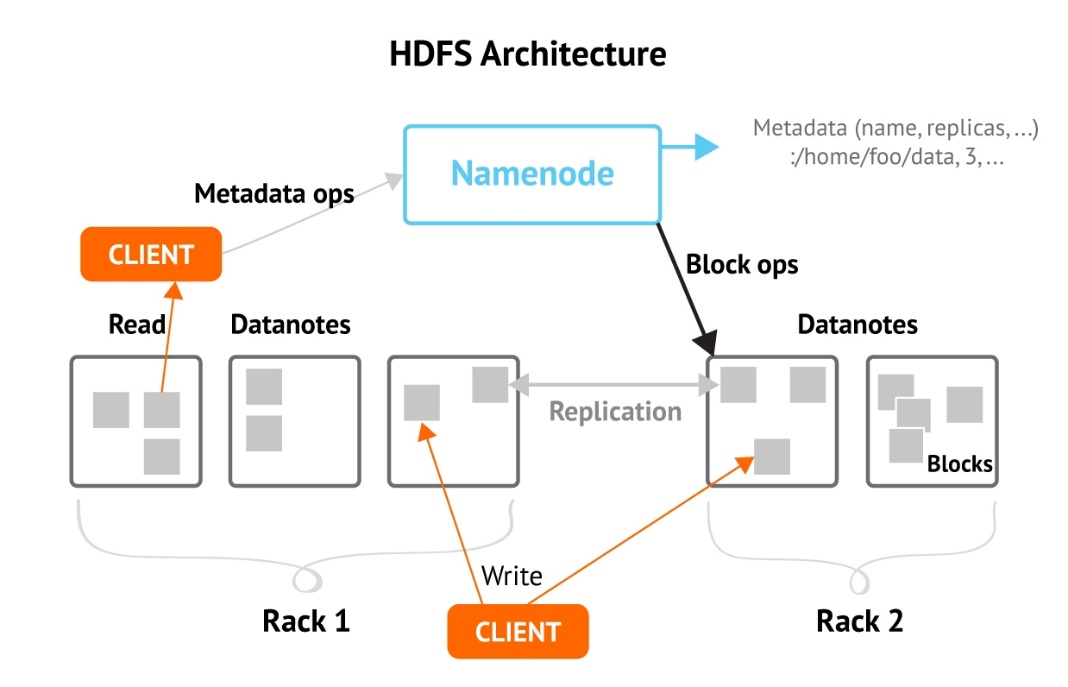 HDFS Architecture
Metadata (name, replicas, ...)
:/home/foo/data, 3, ...
Namenode
Metadata ops
CLIENT
Block ops
Read
Datanotes
Datanotes
Replication
Blocks
Write
Rack 1
CLIENT
Rack 2